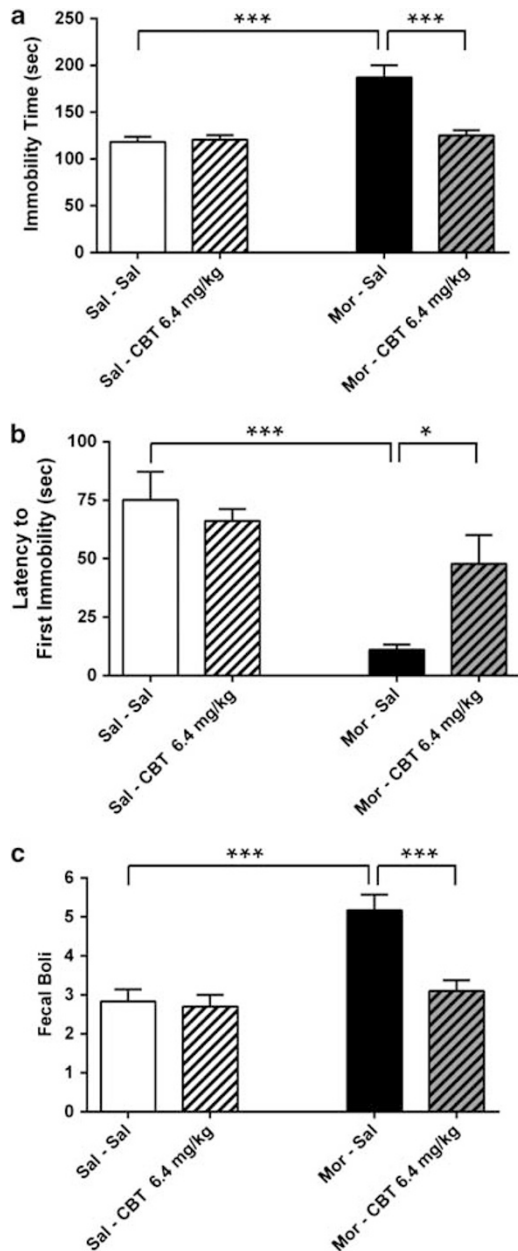 a
*** ***
Immobility Time (sec)
250
200
150
100
50
0
Sal - Sal
Sal - CBT 6.4 mg/kg
Mor - Sal
Mor - CBT 6.4 mg/kg
b
*** *
Latency to
First Immobility (sec)
100
75
50
25
0
Sal - Sal
Sal - CBT 6.4 mg/kg
Mor - Sal
Mor - CBT 6.4 mg/kg
c
*** ***
Fecal Boli
6
5
4
3
2
1
0
Sal - Sal
Sal - CBT 6.4 mg/kg
Mor - Sal
Mor - CBT 6.4 mg/kg